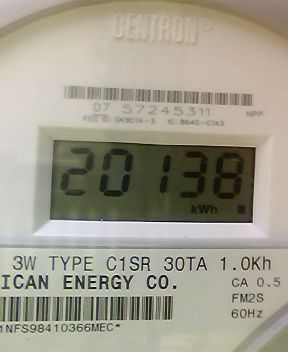 CENTRON®
07 57245311
20138
kWh
3W TYPE C1SR 30TA 1.0Kh
ICAN ENERGY CO.
CA 0.5
FM2S
60Hz
1NFS98410366MEC*